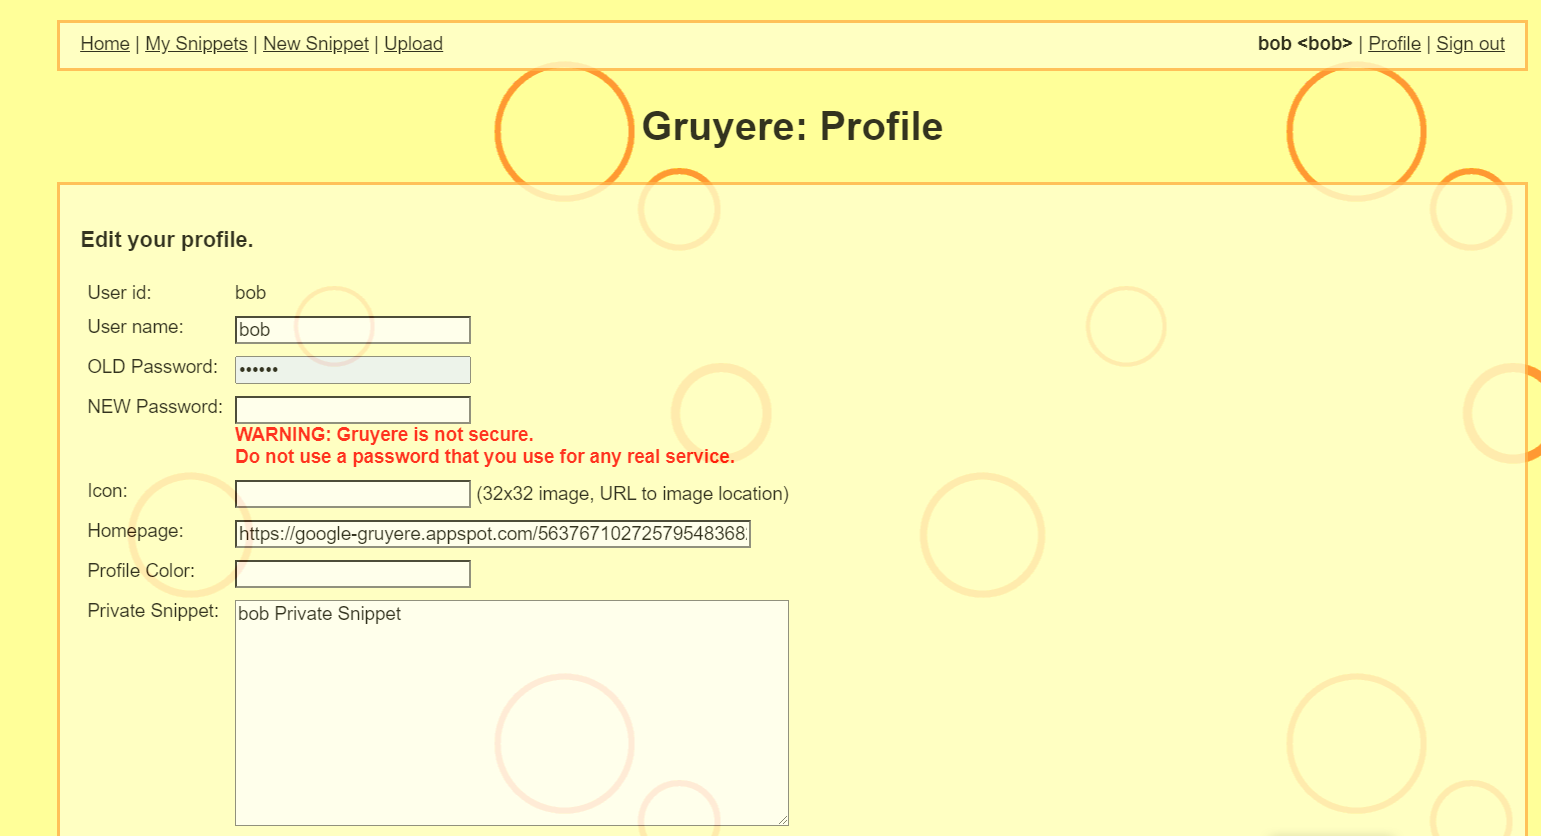 Home | My Snippets | New Snippet | Upload
bob <bob> | Profile | Sign out
Gruyere: Profile
Edit your profile.
User id: bob
User name: bob
OLD Password: ••••••
NEW Password:
WARNING: Gruyere is not secure.
Do not use a password that you use for any real service.
Icon: (32x32 image, URL to image location)
Homepage: https://google-gruyere.appspot.com/56376710272579548368
Profile Color:
Private Snippet: bob Private Snippet